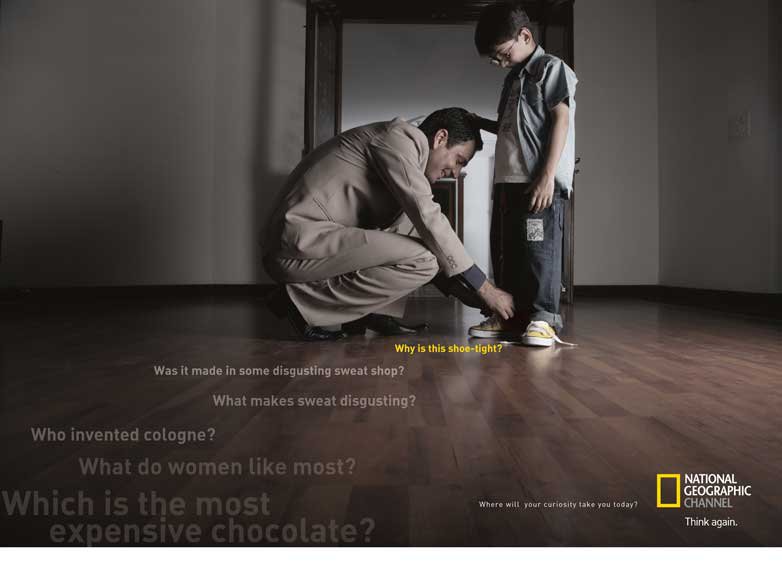 Why is this shoe-tight?
Was it made in some disgusting sweat shop?
What makes sweat disgusting?
Who invented cologne?
What do women like most?
Which is the most
expensive chocolate?
Where will your curiosity take you today?
NATIONAL
GEOGRAPHIC
CHANNEL
Think again.